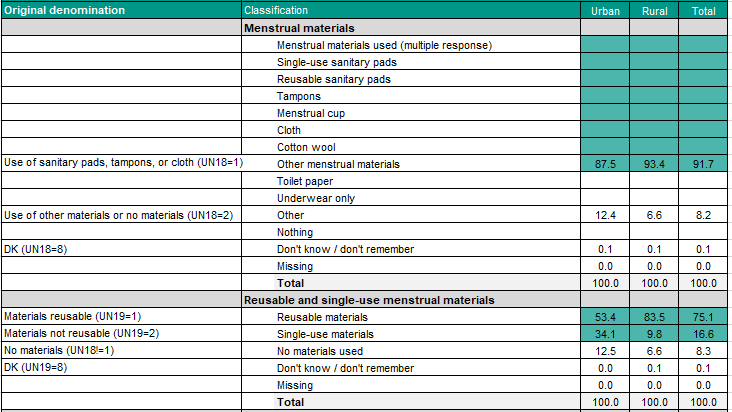 Original denomination Classification Urban Rural Total
Menstrual materials
Menstrual materials used (multiple response)
Single-use sanitary pads
Reusable sanitary pads
Tampons
Menstrual cup
Cloth
Cotton wool
Use of sanitary pads, tampons, or cloth (UN18=1) Other menstrual materials 87.5 93.4 91.7
Toilet paper
Underwear only
Use of other materials or no materials (UN18=2) Other 12.4 6.6 8.2
Nothing
DK (UN18=8) Don't know / don't remember 0.1 0.1 0.1
Missing 0.0 0.0 0.0
Total 100.0 100.0 100.0
Reusable and single-use menstrual materials
Materials reusable (UN19=1) Reusable materials 53.4 83.5 75.1
Materials not reusable (UN19=2) Single-use materials 34.1 9.8 16.6
No materials (UN18!=1) No materials used 12.5 6.6 8.3
DK (UN19=8) Don't know / don't remember 0.0 0.1 0.1
Missing 0.0 0.0 0.0
Total 100.0 100.0 100.0